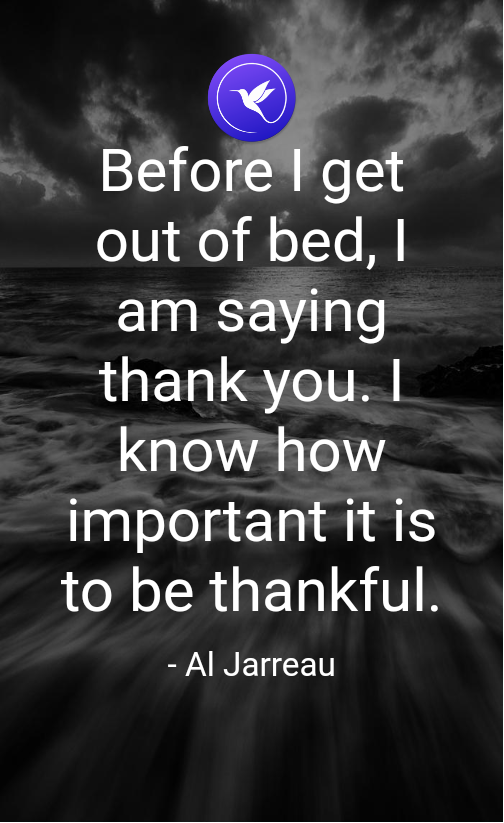 Before I get
out of bed, I
am saying
thank you. I
know how
important it is
to be thankful.
- Al Jarreau